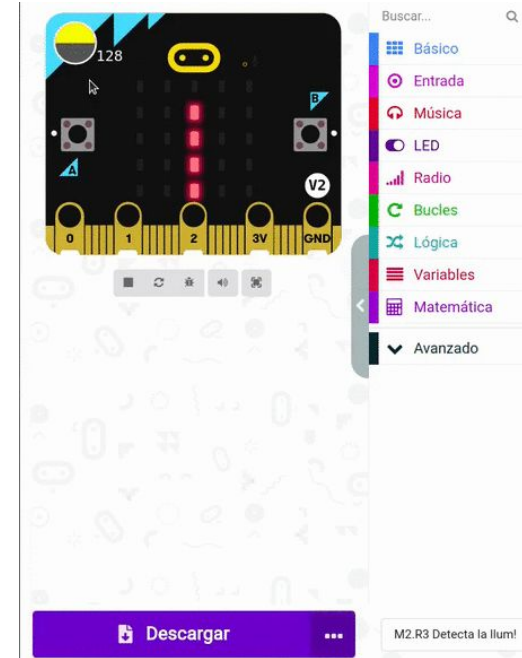 Buscar...
128
Básico
Entrada
B
Música
LED
A
V2
Radio
Bucles
0 1 2 3V GND
Lógica
Variables
Matemática
Avanzado
Descargar
M2.R3 Detecta la llum!